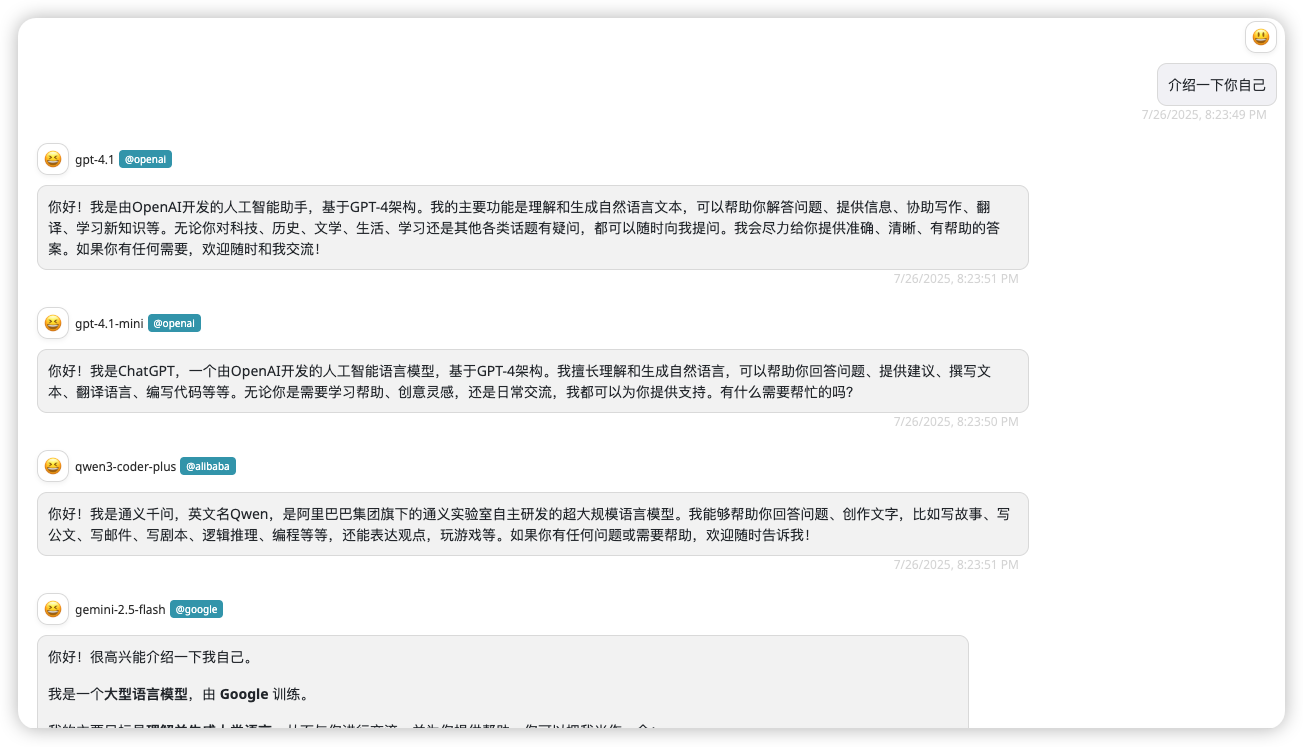 介绍一下你自己
7/26/2025, 8:23:49 PM
gpt-4.1 @openai
你好！我是由OpenAI开发的人工智能助手，基于GPT-4架构。我的主要功能是理解和生成自然语言文本，可以帮助你解答问题、提供信息、协助写作、翻
译、学习新知识等。无论你对科技、历史、文学、生活、学习还是其他各类话题有疑问，都可以随时向我提问。我会尽力给你提供准确、清晰、有帮助的答
案。如果你有任何需要，欢迎随时和我交流！
7/26/2025, 8:23:51 PM
gpt-4.1-mini @openai
你好！我是ChatGPT，一个由OpenAI开发的人工智能语言模型，基于GPT-4架构。我擅长理解和生成自然语言，可以帮助你回答问题、提供建议、撰写文
本、翻译语言、编写代码等等。无论你是需要学习帮助、创意灵感，还是日常交流，我都可以为你提供支持。有什么需要帮忙的吗？
7/26/2025, 8:23:50 PM
qwen3-coder-plus @alibaba
你好！我是通义千问，英文名Qwen，是阿里巴巴集团旗下的通义实验室自主研发的超大规模语言模型。我能够帮助你回答问题、创作文字，比如写故事、写
公文、写邮件、写剧本、逻辑推理、编程等等，还能表达观点，玩游戏等。如果你有任何问题或需要帮助，欢迎随时告诉我！
7/26/2025, 8:23:51 PM
gemini-2.5-flash @google
你好！很高兴能介绍一下我自己。
我是一个大型语言模型，由 Google 训练。